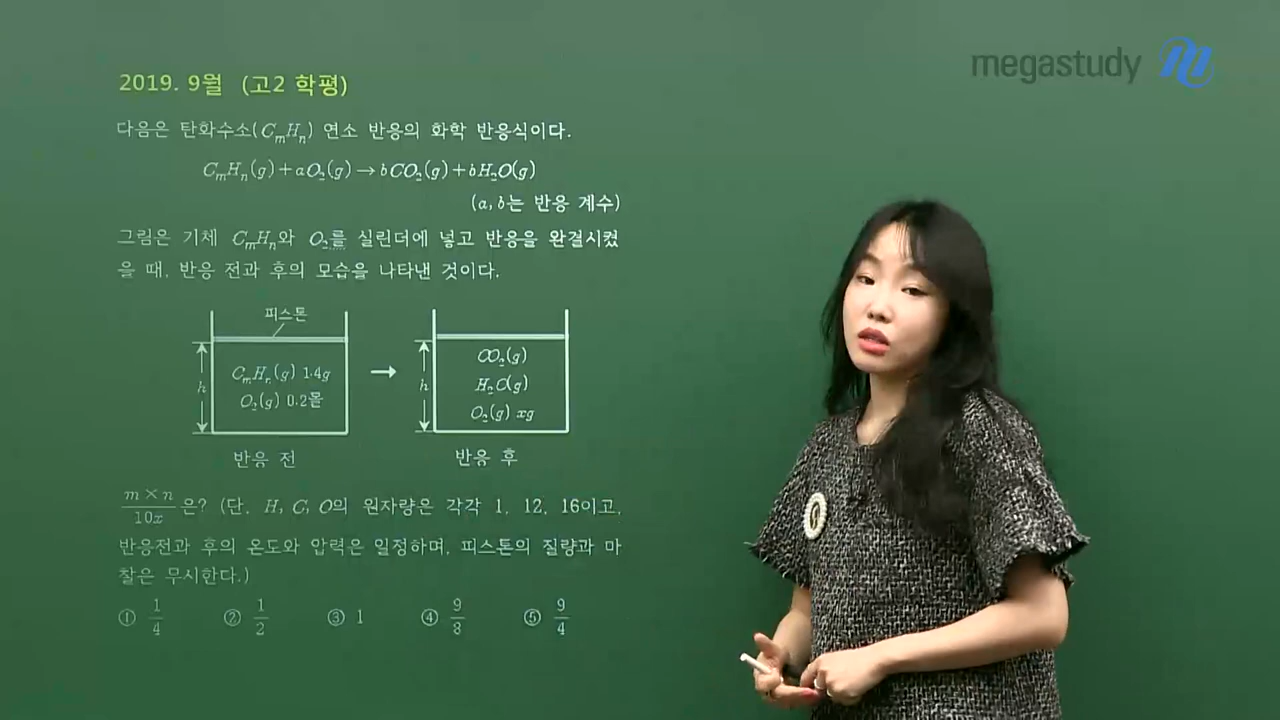 megastudy
2019. 9월 (고2 학평)
다음은 탄화수소(CₘHₙ) 연소 반응의 화학 반응식이다.
CₘHₙ(g)+aO₂(g)→bCO₂(g)+bH₂O(g)
(a, b는 반응 계수)
그림은 기체 CₘHₙ와 O₂를 실린더에 넣고 반응을 완결시켰
을 때, 반응 전과 후의 모습을 나타낸 것이다.
피스톤
h
CₘHₙ(g) 1.4g
O₂(g) 0.2몰
반응 전
→
h
CO₂(g)
H₂O(g)
O₂(g) xg
반응 후
m×n/10x 은? (단, H, C, O의 원자량은 각각 1, 12, 16이고,
반응전과 후의 온도와 압력은 일정하며, 피스톤의 질량과 마
찰은 무시한다.)
① 1/4 ② 1/2 ③ 1 ④ 9/8 ⑤ 9/4